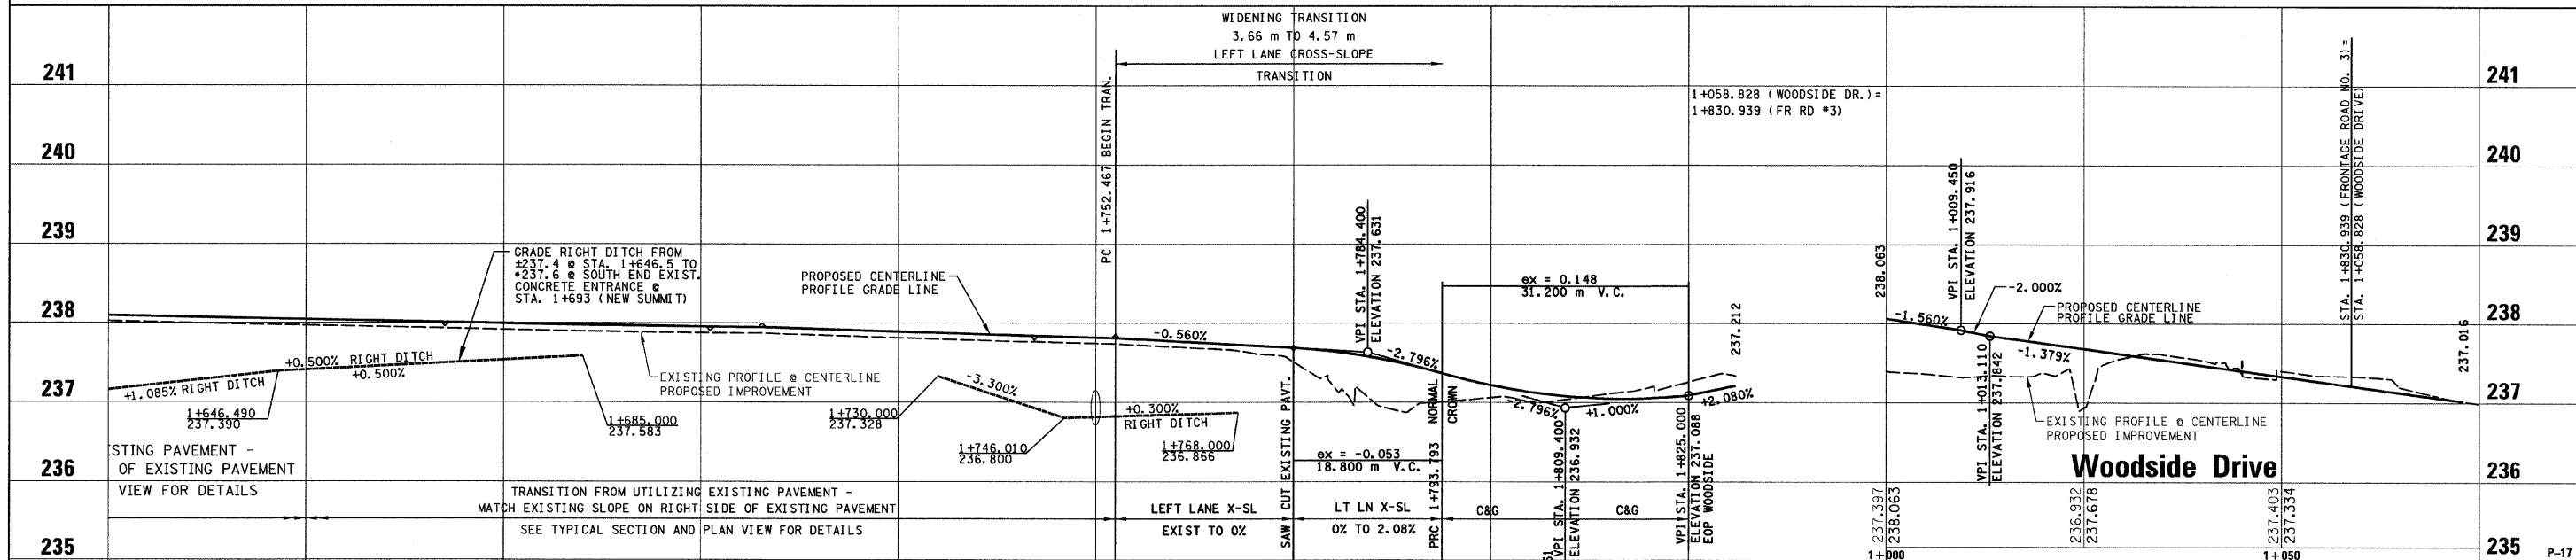 WIDENING TRANSITION
3.66 m TO 4.57 m
LEFT LANE CROSS-SLOPE
TRANSITION
241
241
240
240
239
239
238
238
237
237
236
236
235
235
PC 1+752.467 BEGIN TRAN.
1+058.828 (WOODSIDE DR.)=
1+830.939 (FR RD #3)
STA. 1+830.939 (FRONTAGE ROAD NO. 3)=
STA. 1+058.828 (WOODSIDE DRIVE)
GRADE RIGHT DITCH FROM
±237.4 @ STA. 1+646.5 TO
•237.6 @ SOUTH END EXIST.
CONCRETE ENTRANCE @
STA. 1+693 (NEW SUMMIT)
PROPOSED CENTERLINE
PROFILE GRADE LINE
VPI STA. 1+784.400
ELEVATION 237.631
ex = 0.148
31.200 m V.C.
237.212
238.063
VPI STA. 1+009.450
ELEVATION 237.916
-2.000%
PROPOSED CENTERLINE
PROFILE GRADE LINE
237.016
-0.560%
-2.796%
-1.560%
-1.379%
+0.500% RIGHT DITCH
+0.500%
+1.085% RIGHT DITCH
EXISTING PROFILE @ CENTERLINE
PROPOSED IMPROVEMENT
-3.300%
+0.300%
RIGHT DITCH
-2.796%
+1.000%
+2.080%
1+646.490
237.390
1+685.000
237.583
1+730.000
237.328
1+746.010
236.800
1+768.000
236.866
SAW CUT EXISTING PAVT.
ex = -0.053
18.800 m V.C.
PRC 1+793.793
NORMAL
CROWN
VPI STA. 1+809.400
ELEVATION 236.932
VPI STA. 1+825.000
ELEVATION 237.088
EOP WOODSIDE
VPI STA. 1+013.110
ELEVATION 237.842
EXISTING PROFILE @ CENTERLINE
PROPOSED IMPROVEMENT
Woodside Drive
STING PAVEMENT -
OF EXISTING PAVEMENT
VIEW FOR DETAILS
TRANSITION FROM UTILIZING EXISTING PAVEMENT -
MATCH EXISTING SLOPE ON RIGHT SIDE OF EXISTING PAVEMENT
SEE TYPICAL SECTION AND PLAN VIEW FOR DETAILS
LEFT LANE X-SL
EXIST TO 0%
LT LN X-SL
0% TO 2.08%
C&G
C&G
237.397
238.063
236.932
237.678
237.403
237.334
1+000
1+050
P-17